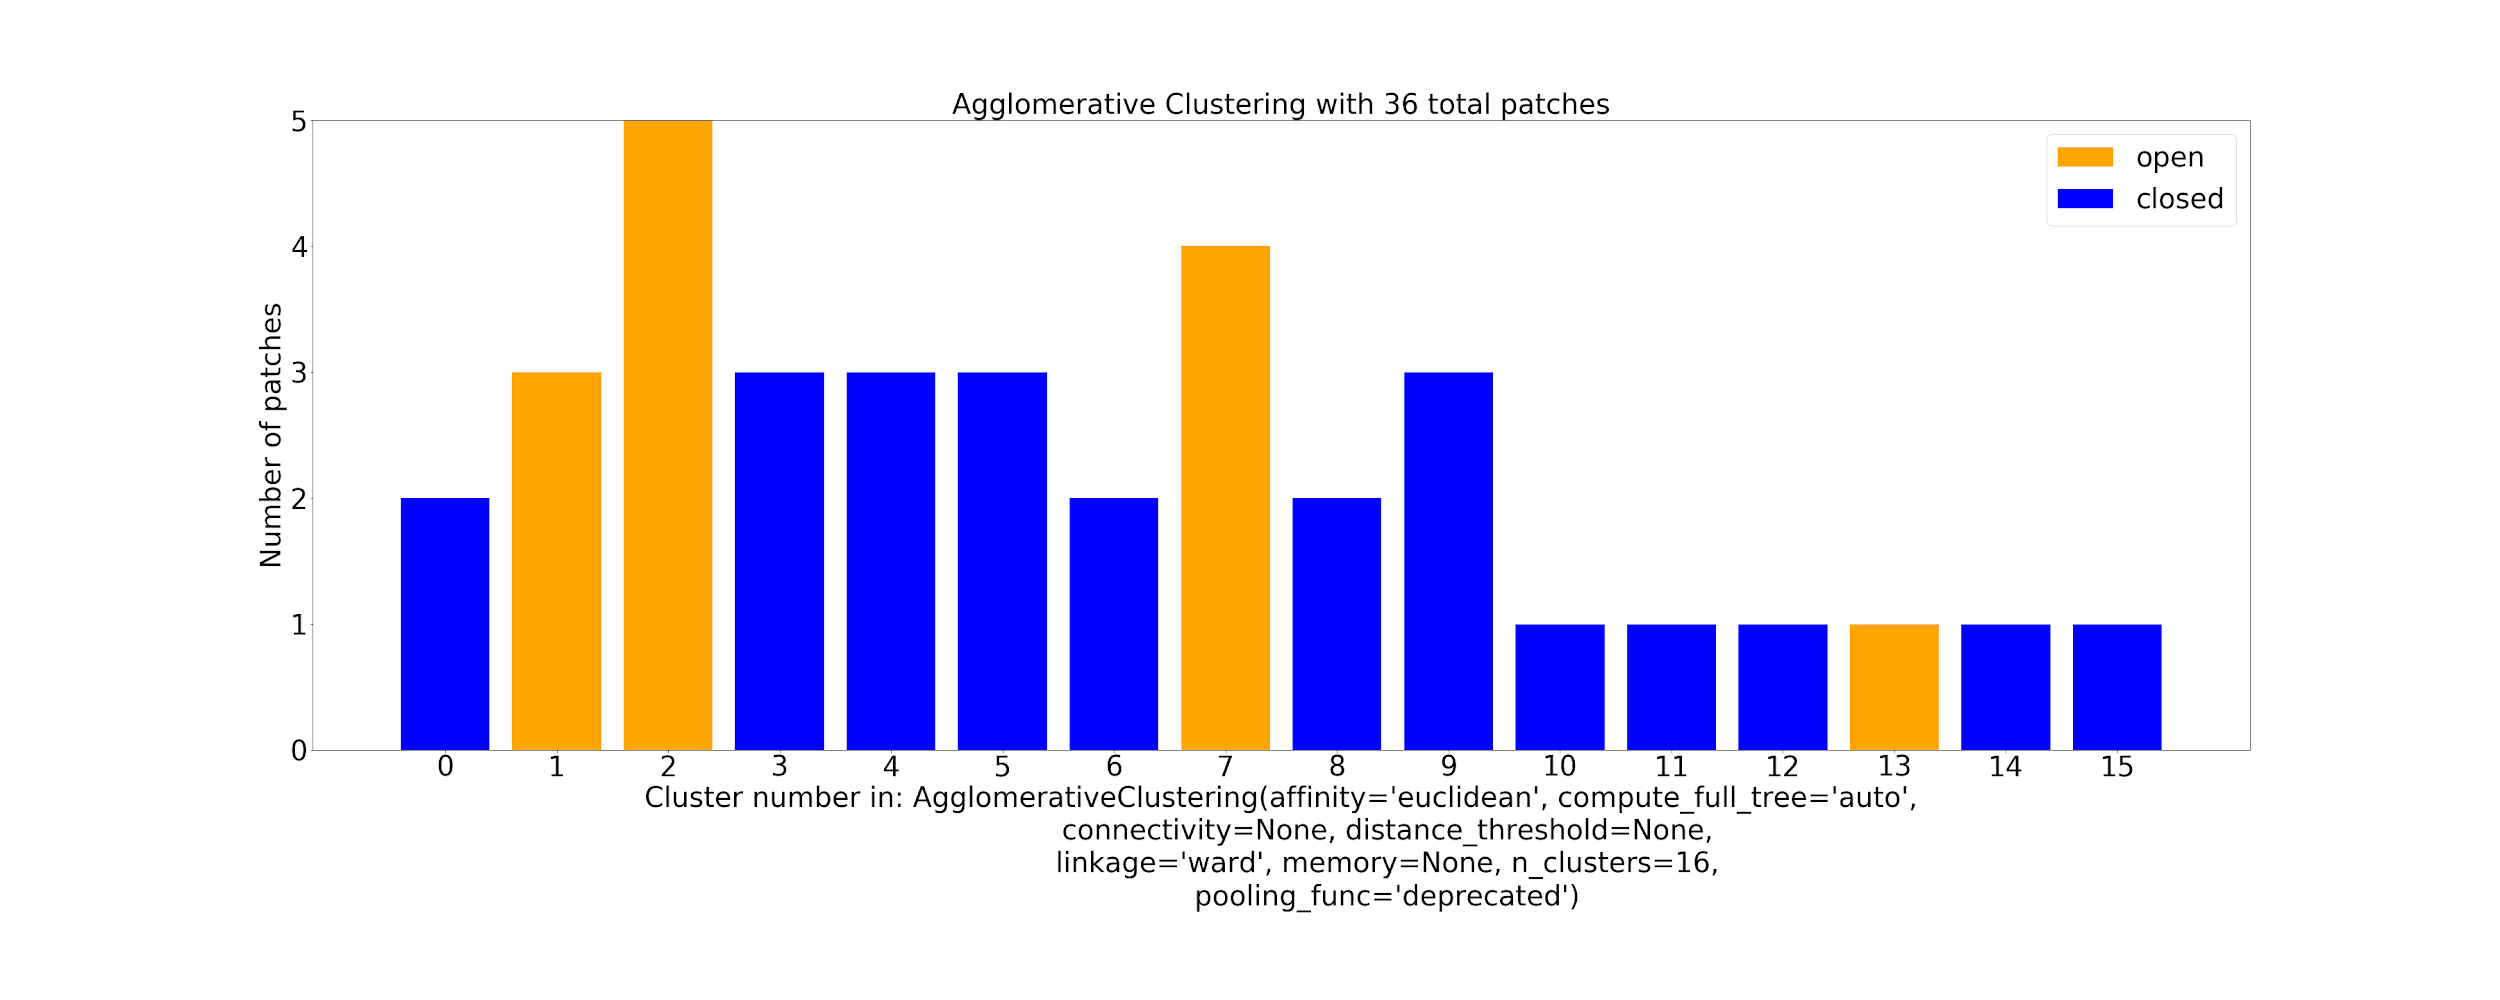 Agglomerative Clustering with 36 total patches
open
closed
Number of patches
5
4
3
2
1
0
0 1 2 3 4 5 6 7 8 9 10 11 12 13 14 15
Cluster number in: AgglomerativeClustering(affinity='euclidean', compute_full_tree='auto',
connectivity=None, distance_threshold=None,
linkage='ward', memory=None, n_clusters=16,
pooling_func='deprecated')